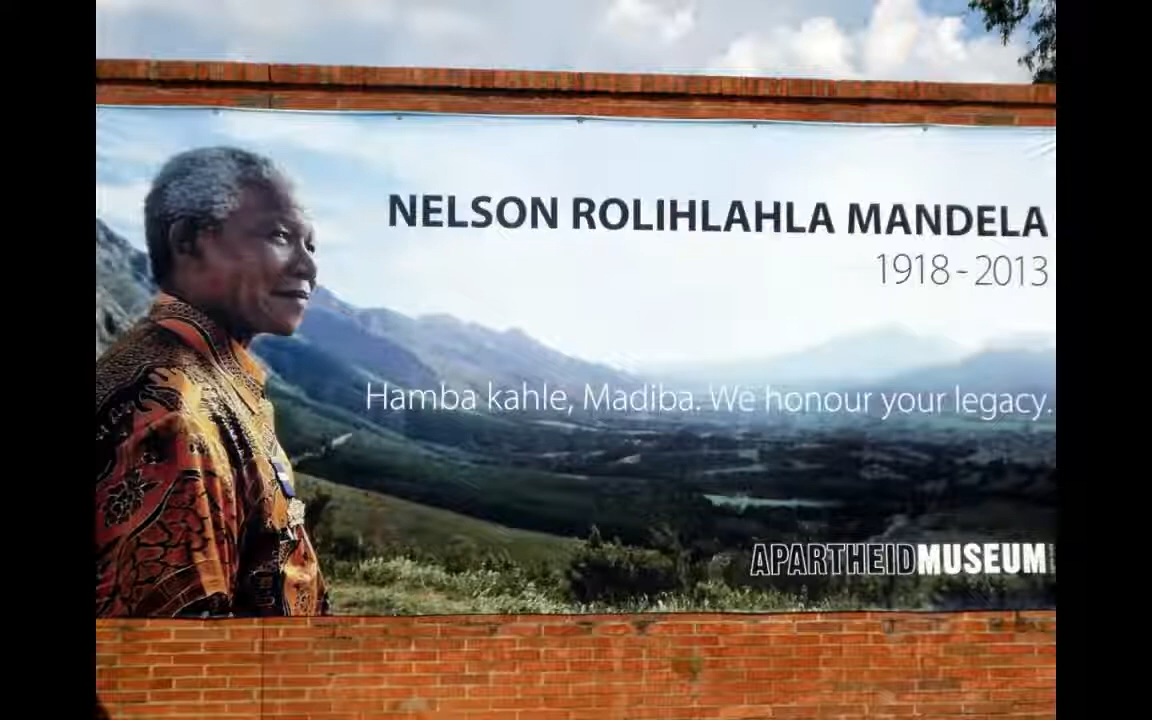 NELSON ROLIHLAHLA MANDELA
1918 - 2013
Hamba kahle, Madiba. We honour your legacy.
APARTHEIDMUSEUM